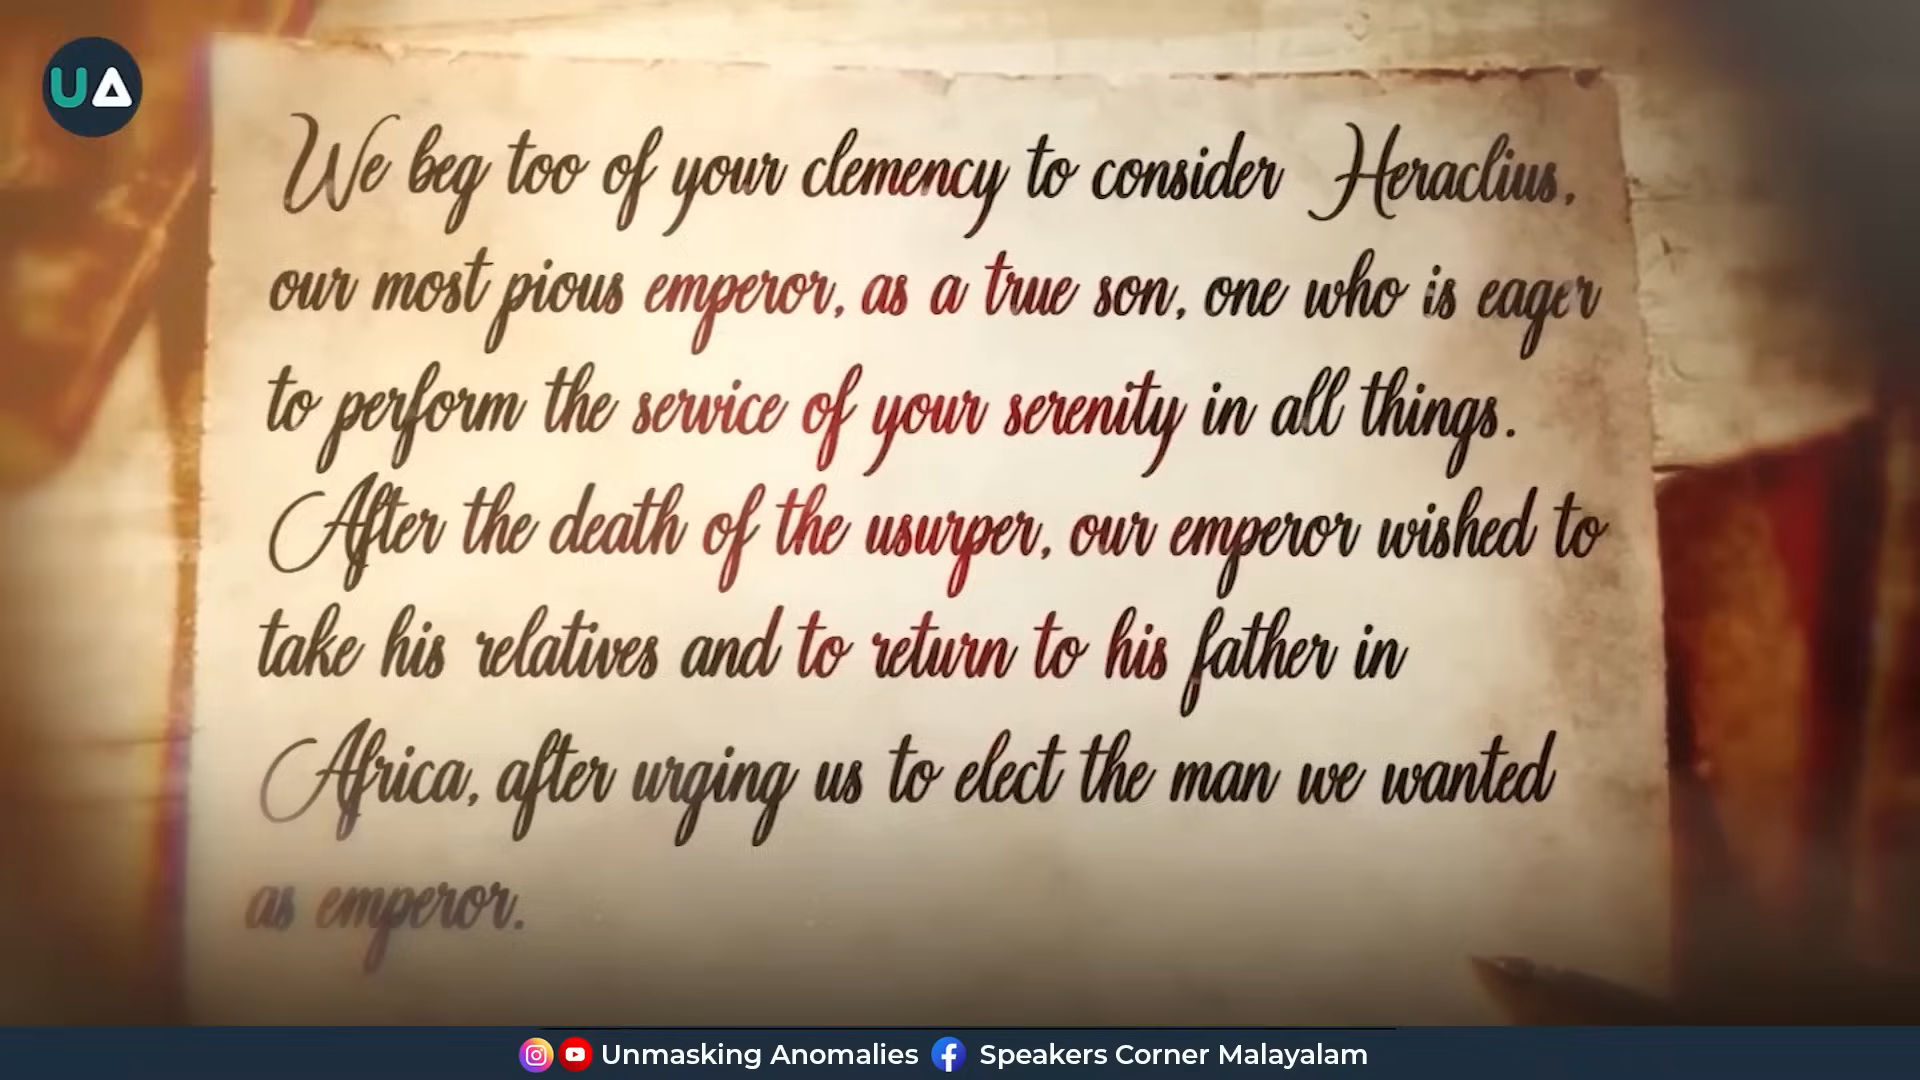 UA
We beg too of your clemency to consider Heraclius,
our most pious emperor, as a true son, one who is eager
to perform the service of your serenity in all things.
After the death of the usurper, our emperor wished to
take his relatives and to return to his father in
Africa, after urging us to elect the man we wanted
as emperor.
Unmasking Anomalies Speakers Corner Malayalam